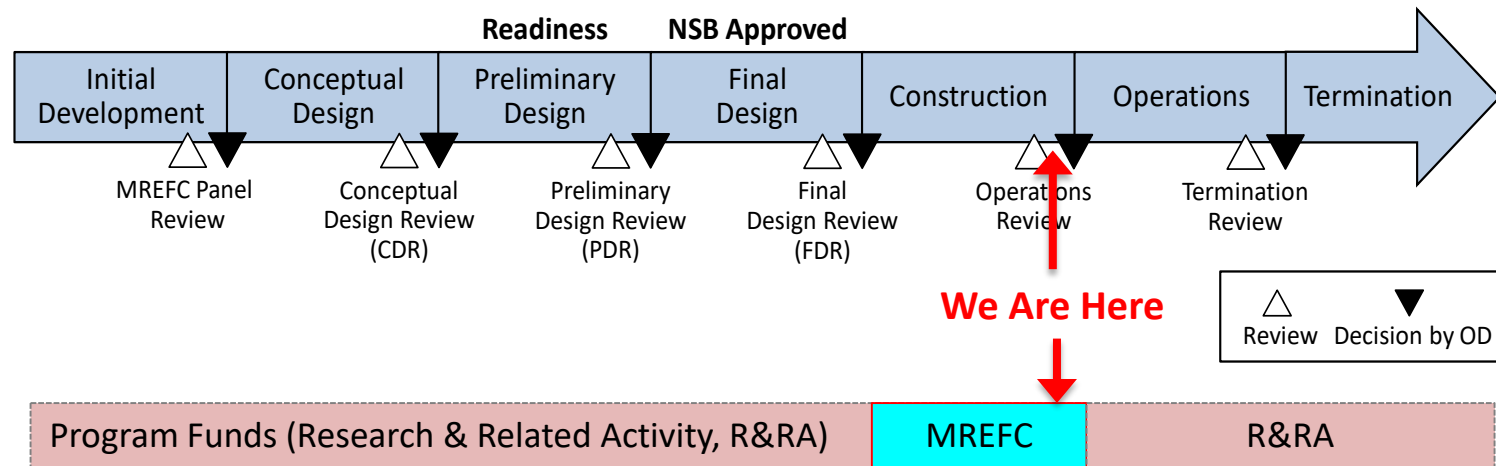 Readiness
NSB Approved
Initial
Development
Conceptual
Design
Preliminary
Design
Final
Design
Construction
Operations
Termination
MREFC Panel
Review
Conceptual
Design Review
(CDR)
Preliminary
Design Review
(PDR)
Final
Design Review
(FDR)
Operations
Review
Termination
Review
We Are Here
Review
Decision by OD
Program Funds (Research & Related Activity, R&RA)
MREFC
R&RA